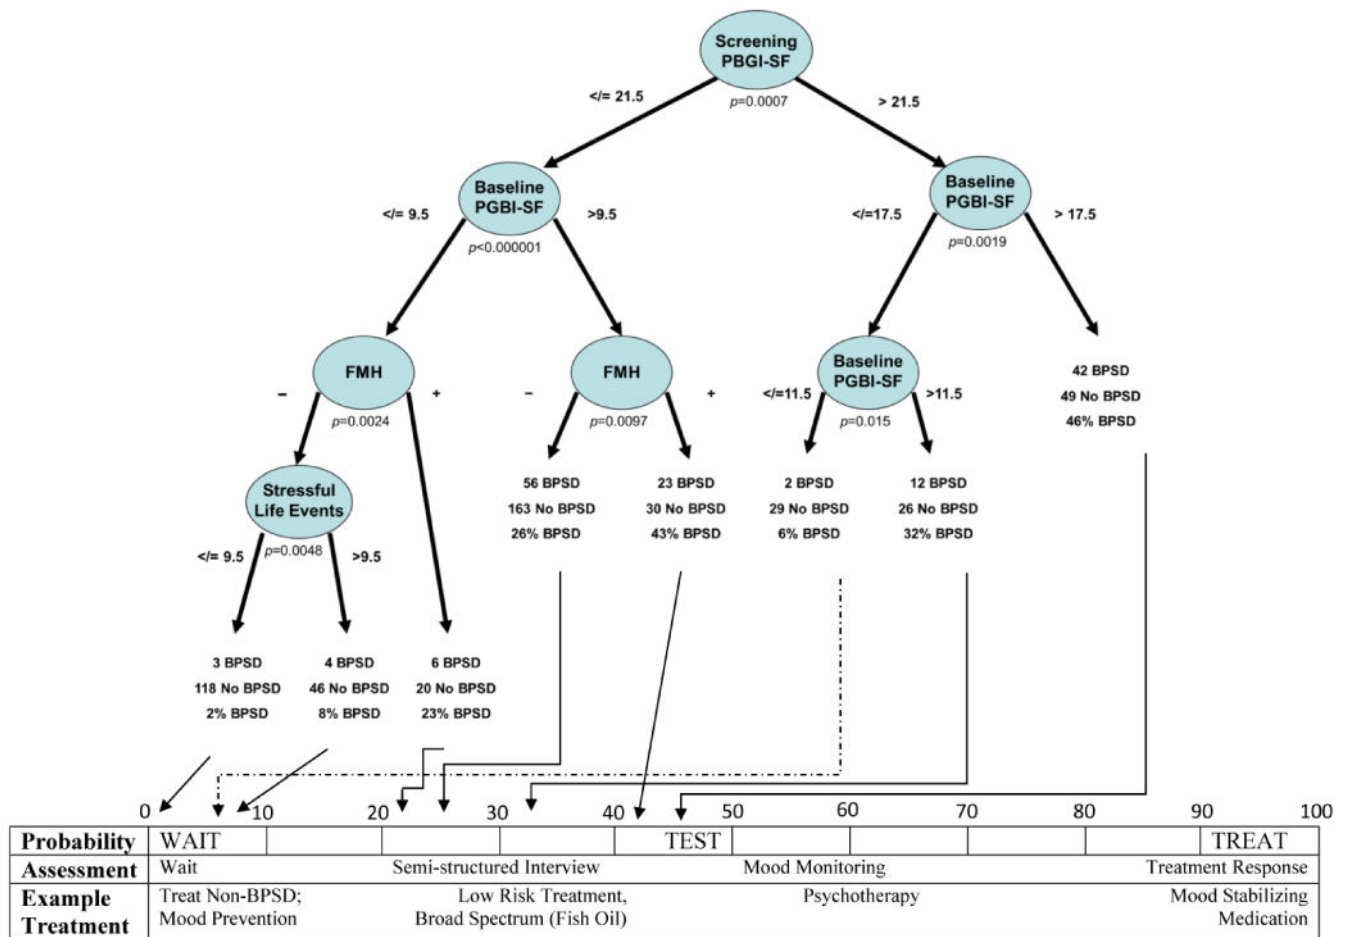 Screening
PBGI-SF
p=0.0007
</= 21.5
> 21.5
Baseline
PGBI-SF
p<0.000001
</= 9.5
>9.5
Baseline
PGBI-SF
p=0.0019
</=17.5
> 17.5
FMH
p=0.0024
–
+
FMH
p=0.0097
–
+
Baseline
PGBI-SF
p=0.015
</=11.5
>11.5
42 BPSD
49 No BPSD
46% BPSD
Stressful
Life Events
p=0.0048
</= 9.5
>9.5
56 BPSD
163 No BPSD
26% BPSD
23 BPSD
30 No BPSD
43% BPSD
2 BPSD
29 No BPSD
6% BPSD
12 BPSD
26 No BPSD
32% BPSD
3 BPSD
118 No BPSD
2% BPSD
4 BPSD
46 No BPSD
8% BPSD
6 BPSD
20 No BPSD
23% BPSD
0 10 20 30 40 50 60 70 80 90 100
Probability WAIT TEST TREAT
Assessment Wait Semi-structured Interview Mood Monitoring Treatment Response
Example Treat Non-BPSD; Low Risk Treatment, Psychotherapy Mood Stabilizing
Treatment Mood Prevention Broad Spectrum (Fish Oil) Medication